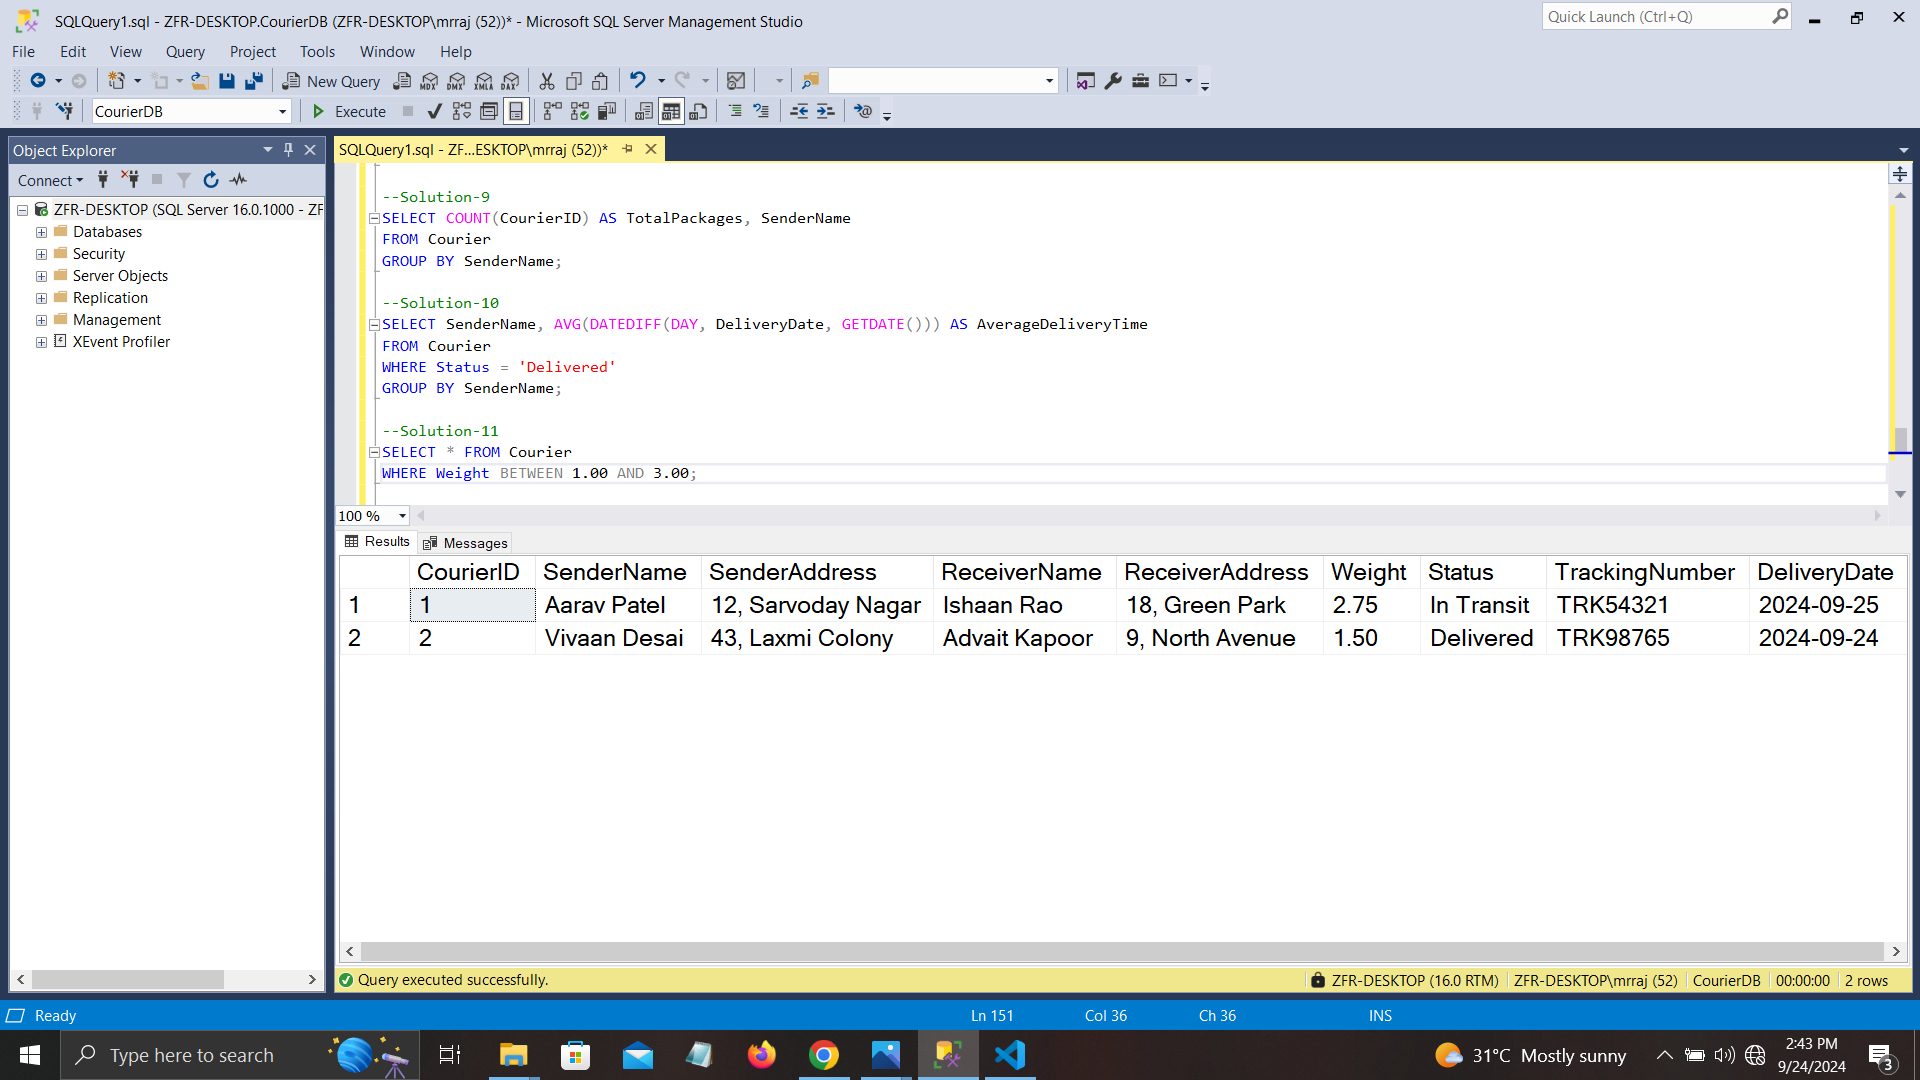 SQLQuery1.sql - ZFR-DESKTOP.CourierDB (ZFR-DESKTOP\mrraj (52))* - Microsoft SQL Server Management Studio
Quick Launch (Ctrl+Q)
File Edit View Query Project Tools Window Help
New Query MDX DMX XMLA DAX
CourierDB Execute
Object Explorer
Connect
ZFR-DESKTOP (SQL Server 16.0.1000 - ZF
Databases
Security
Server Objects
Replication
Management
XEvent Profiler
SQLQuery1.sql - ZF...ESKTOP\mrraj (52))*
--Solution-9
SELECT COUNT(CourierID) AS TotalPackages, SenderName
FROM Courier
GROUP BY SenderName;
--Solution-10
SELECT SenderName, AVG(DATEDIFF(DAY, DeliveryDate, GETDATE())) AS AverageDeliveryTime
FROM Courier
WHERE Status = 'Delivered'
GROUP BY SenderName;
--Solution-11
SELECT * FROM Courier
WHERE Weight BETWEEN 1.00 AND 3.00;
100 %
Results Messages
CourierID SenderName SenderAddress ReceiverName ReceiverAddress Weight Status TrackingNumber DeliveryDate
1 1 Aarav Patel 12, Sarvoday Nagar Ishaan Rao 18, Green Park 2.75 In Transit TRK54321 2024-09-25
2 2 Vivaan Desai 43, Laxmi Colony Advait Kapoor 9, North Avenue 1.50 Delivered TRK98765 2024-09-24
Query executed successfully. ZFR-DESKTOP (16.0 RTM) ZFR-DESKTOP\mrraj (52) CourierDB 00:00:00 2 rows
Ready Ln 151 Col 36 Ch 36 INS
Type here to search 31°C Mostly sunny
2:43 PM
9/24/2024
3